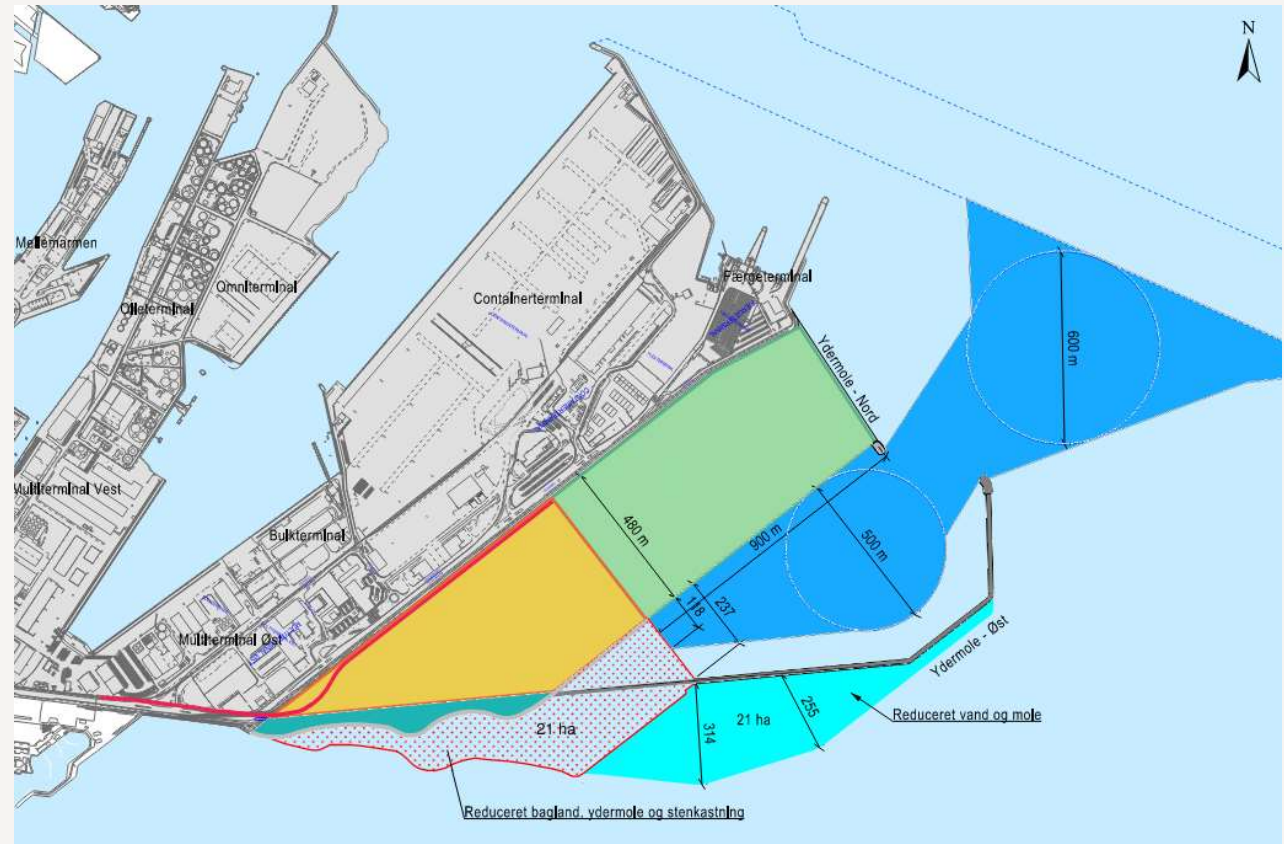 N
Mellemarmen
Olieterminal
Omniterminal
Containerterminal
Færgeterminal
Ydermole - Nord
600 m
Multiterminal Vest
Bulkterminal
480 m
900 m
500 m
118
237
Multiterminal Øst
Ydermole - Øst
21 ha
314
21 ha
255
Reduceret vand og mole
Reduceret bagland, ydermole og stenkastning